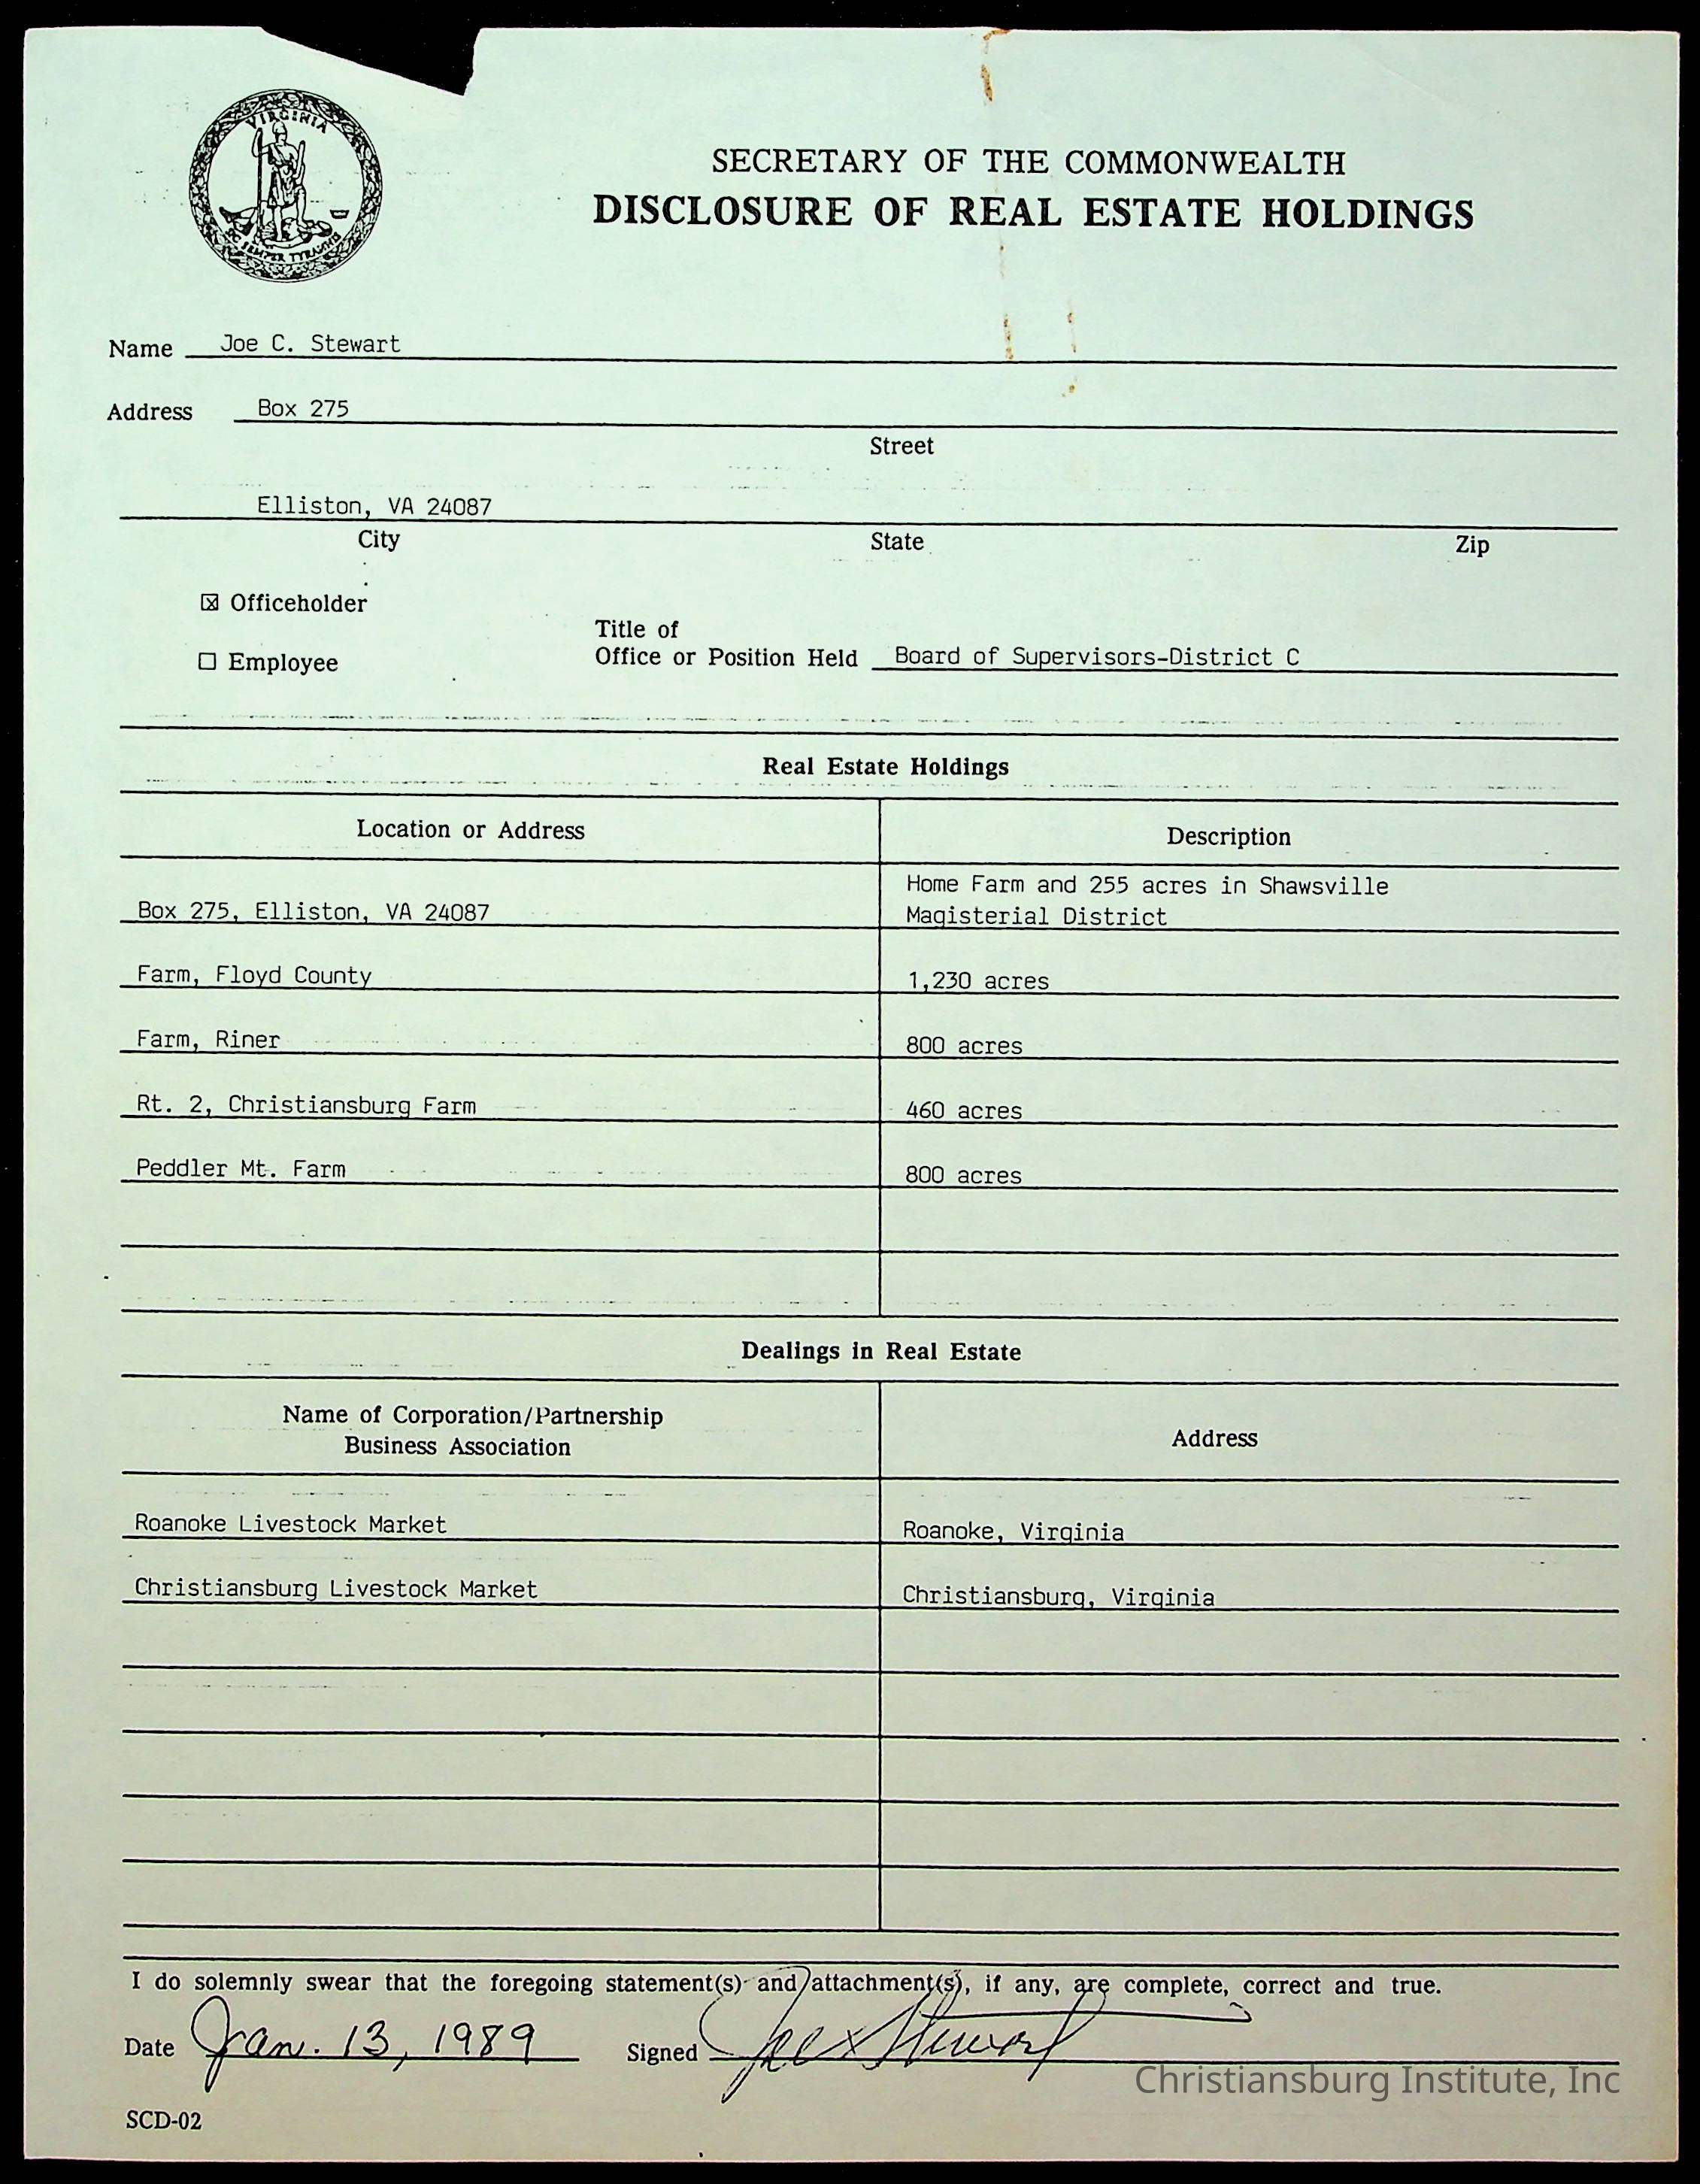 VIRGINIA
SIC SEMPER TYRANNIS
SECRETARY OF THE COMMONWEALTH
DISCLOSURE OF REAL ESTATE HOLDINGS
Name Joe C. Stewart
Address Box 275
Street
Elliston, VA 24087
City State Zip
☒ Officeholder
Title of
☐ Employee Office or Position Held Board of Supervisors-District C
Real Estate Holdings
Location or Address Description
Home Farm and 255 acres in Shawsville
Box 275, Elliston, VA 24087 Magisterial District
Farm, Floyd County 1,230 acres
Farm, Riner 800 acres
Rt. 2, Christiansburg Farm 460 acres
Peddler Mt. Farm 800 acres
Dealings in Real Estate
Name of Corporation/Partnership
Business Association Address
Roanoke Livestock Market Roanoke, Virginia
Christiansburg Livestock Market Christiansburg, Virginia
I do solemnly swear that the foregoing statement(s) and attachment(s), if any, are complete, correct and true.
Date Jan. 13, 1989 Signed Joe C Stewart
Christiansburg Institute, Inc
SCD-02